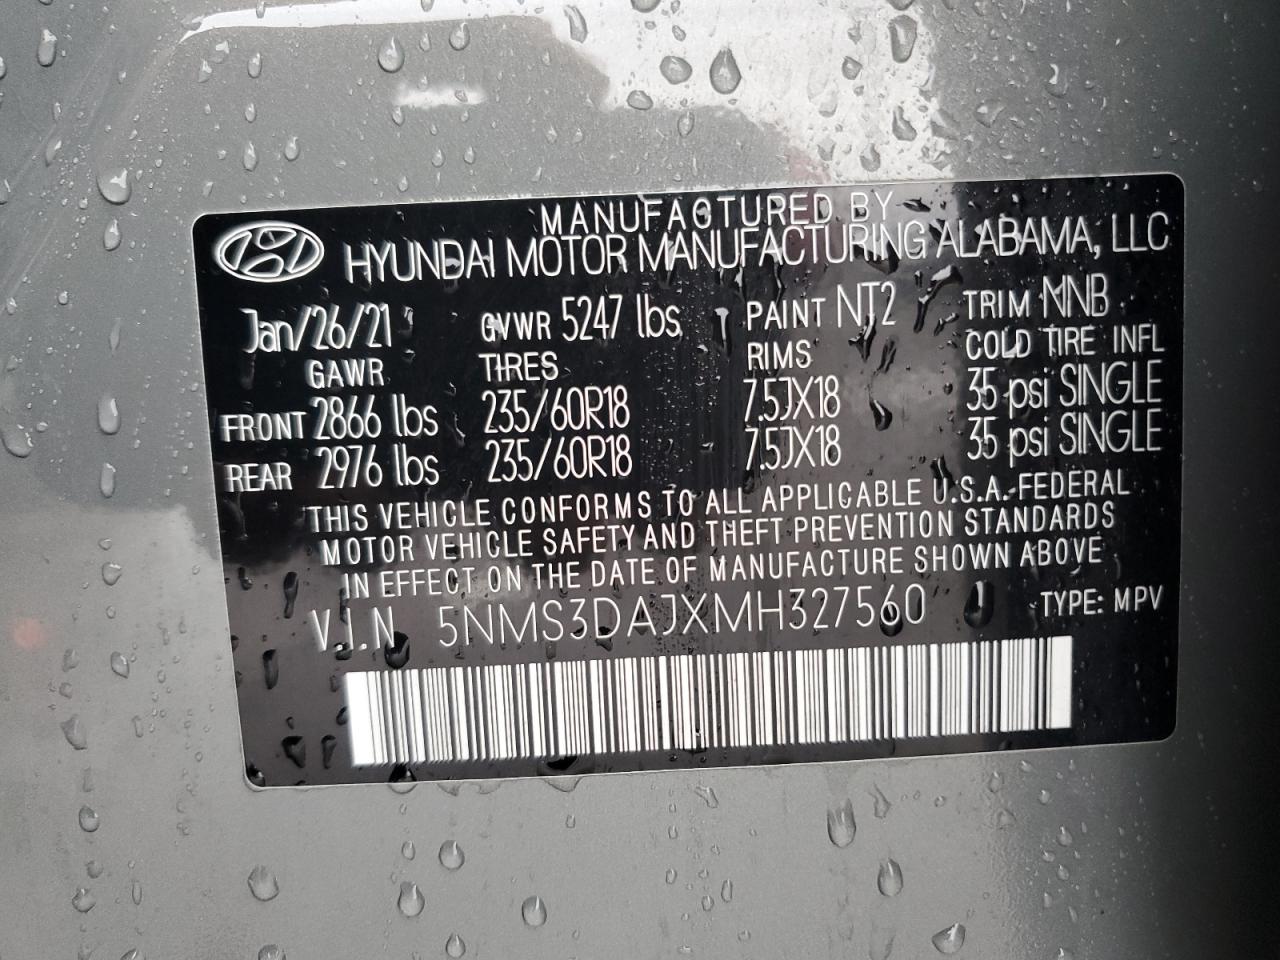 MANUFACTURED BY
HYUNDAI MOTOR MANUFACTURING ALABAMA, LLC
Jan/26/21 GVWR 5247 lbs PAINT NT2 TRIM MNB
GAWR TIRES RIMS COLD TIRE INFL
FRONT 2866 lbs 235/60R18 7.5JX18 35 psi SINGLE
REAR 2976 lbs 235/60R18 7.5JX18 35 psi SINGLE
THIS VEHICLE CONFORMS TO ALL APPLICABLE U.S.A. FEDERAL
MOTOR VEHICLE SAFETY AND THEFT PREVENTION STANDARDS
IN EFFECT ON THE DATE OF MANUFACTURE SHOWN ABOVE
V.I.N 5NMS3DAJXMH327560 TYPE: MPV